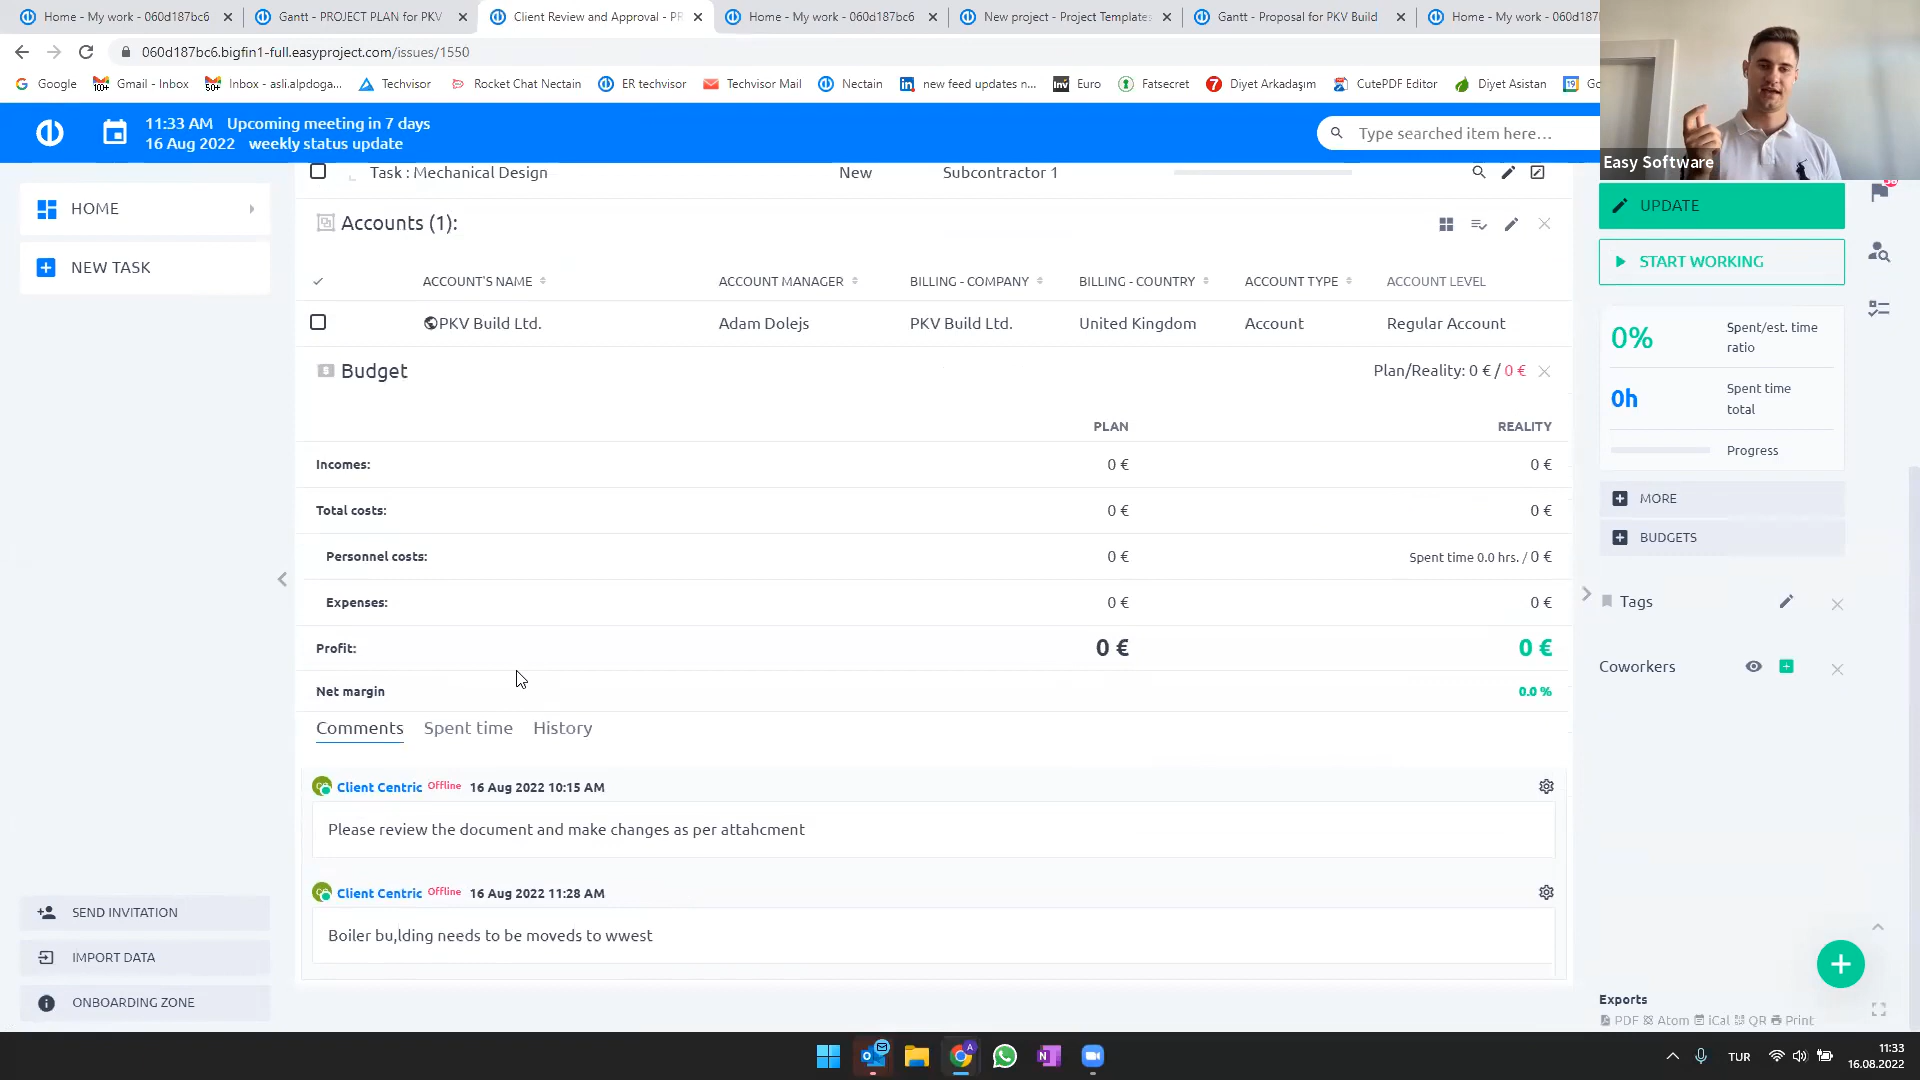 Home - My work - 060d187bc6
Gantt - PROJECT PLAN for PKV
Client Review and Approval - PR
Home - My work - 060d187bc6
New project - Project Templates
Gantt - Proposal for PKV Build
Home - My work - 060d187
060d187bc6.bigfin1-full.easyproject.com/issues/1550
Google
Gmail - Inbox
Inbox - asli.alpdoga...
Techvisor
Rocket Chat Nectain
ER techvisor
Techvisor Mail
Nectain
new feed updates n...
Euro
Fatsecret
Diyet Arkadaşım
CutePDF Editor
Diyet Asistan
11:33 AM Upcoming meeting in 7 days
16 Aug 2022 weekly status update
Type searched item here...
Easy Software
HOME
NEW TASK
Task : Mechanical Design New Subcontractor 1
Accounts (1):
ACCOUNT'S NAME ACCOUNT MANAGER BILLING - COMPANY BILLING - COUNTRY ACCOUNT TYPE ACCOUNT LEVEL
PKV Build Ltd. Adam Dolejs PKV Build Ltd. United Kingdom Account Regular Account
Budget Plan/Reality: 0 € / 0 €
PLAN REALITY
Incomes: 0 € 0 €
Total costs: 0 € 0 €
Personnel costs: 0 € Spent time 0.0 hrs. / 0 €
Expenses: 0 € 0 €
Profit: 0 € 0 €
Net margin 0.0 %
Comments Spent time History
Client Centric Offline 16 Aug 2022 10:15 AM
Please review the document and make changes as per attahcment
Client Centric Offline 16 Aug 2022 11:28 AM
Boiler bu,lding needs to be moveds to wwest
UPDATE
START WORKING
0% Spent/est. time ratio
0h Spent time total
Progress
MORE
BUDGETS
Tags
Coworkers
SEND INVITATION
IMPORT DATA
ONBOARDING ZONE
Exports
PDF Atom iCal QR Print
TUR
11:33
16.08.2022